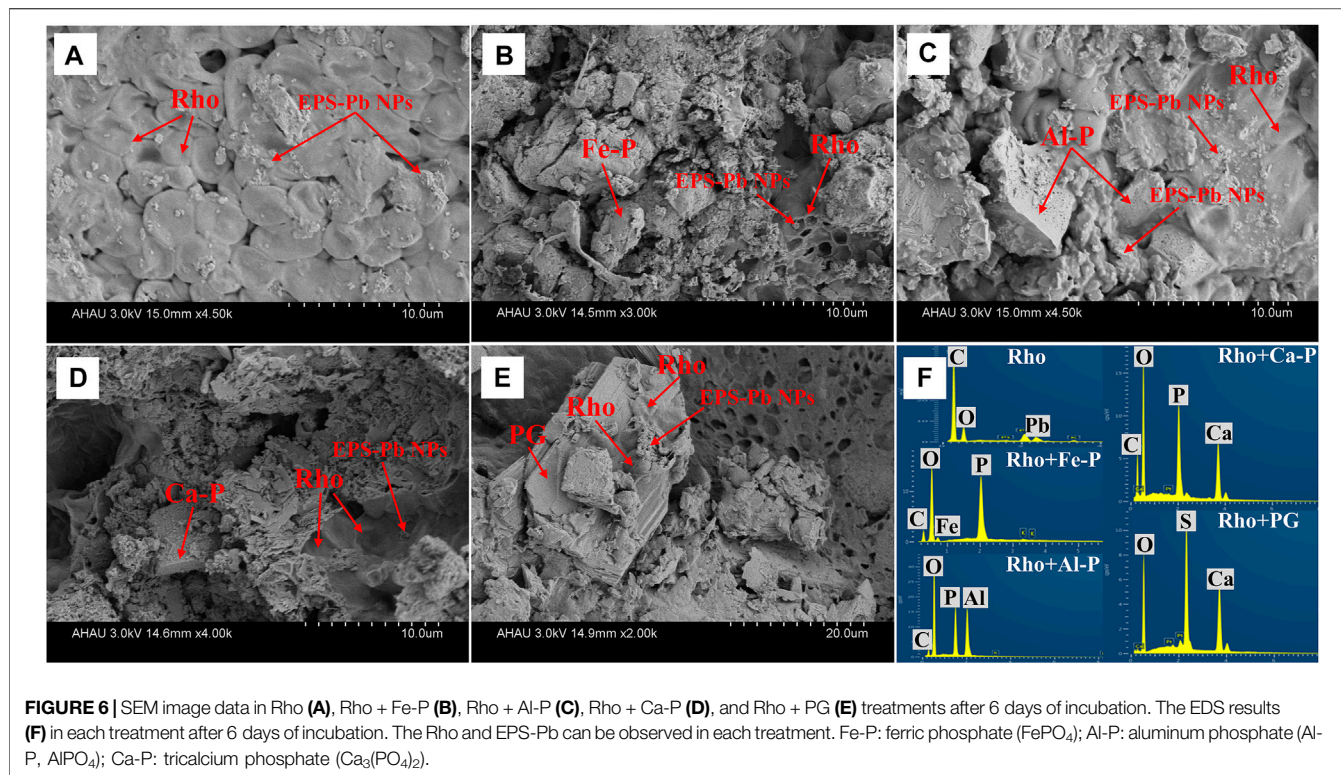 A
Rho
EPS-Pb NPs
AHAU 3.0kV 15.0mm x4.50k
10.0um
B
Fe-P
Rho
EPS-Pb NPs
AHAU 3.0kV 14.5mm x3.00k
10.0um
C
Rho
EPS-Pb NPs
Al-P
EPS-Pb NPs
AHAU 3.0kV 15.0mm x4.50k
10.0um
D
EPS-Pb NPs
Ca-P
Rho
AHAU 3.0kV 14.6mm x4.00k
10.0um
E
Rho
EPS-Pb NPs
Rho
PG
AHAU 3.0kV 14.9mm x2.00k
20.0um
F
C Rho
O Pb
O P Rho+Fe-P
C Fe
Rho+Al-P
O P Al
C
O Rho+Ca-P
P
C Ca
S Rho+PG
O
Ca
FIGURE 6 | SEM image data in Rho (A), Rho + Fe-P (B), Rho + Al-P (C), Rho + Ca-P (D), and Rho + PG (E) treatments after 6 days of incubation. The EDS results
(F) in each treatment after 6 days of incubation. The Rho and EPS-Pb can be observed in each treatment. Fe-P: ferric phosphate (FePO₄); Al-P: aluminum phosphate (Al-
P, AlPO₄); Ca-P: tricalcium phosphate (Ca₃(PO₄)₂).